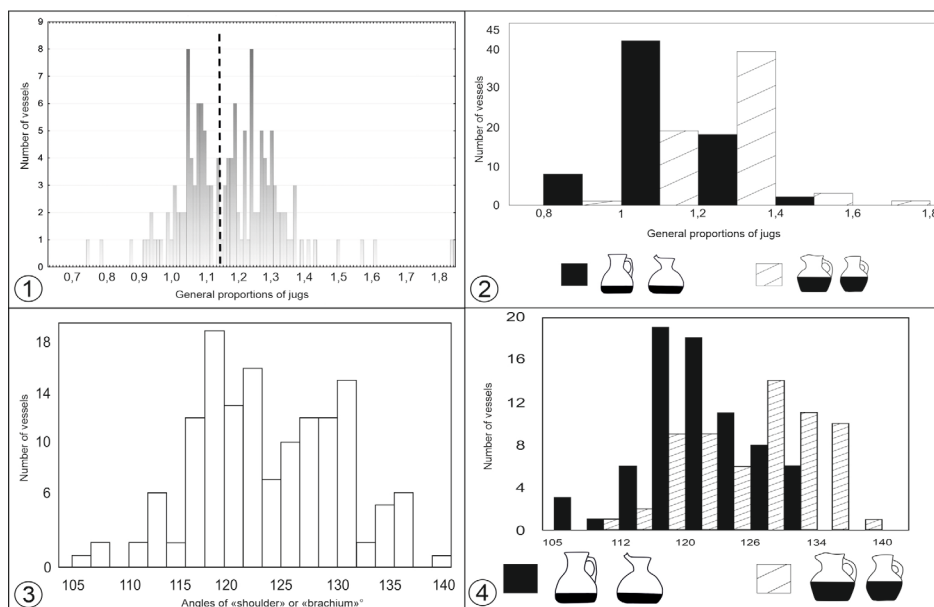 9
8
7
6
5
4
3
2
1
0
Number of vessels
0,7 0,8 0,9 1,0 1,1 1,2 1,3 1,4 1,5 1,6 1,7 1,8
General proportions of jugs
1
45
40
30
20
10
0
Number of vessels
0,8 1 1,2 1,4 1,6 1,8
General proportions of jugs
2
18
14
10
6
0
Number of vessels
105 110 115 120 125 130 135 140
Angles of «shoulder» or «brachium»°
3
20
16
12
8
4
0
Number of vessels
105 112 120 126 134 140
4